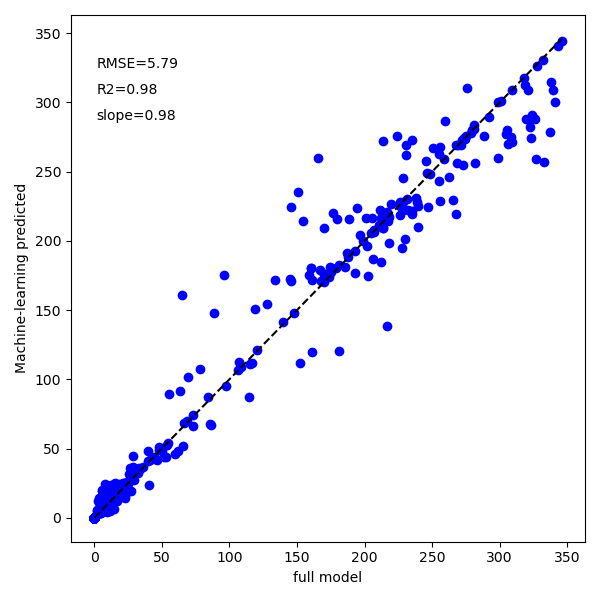 RMSE=5.79
R2=0.98
slope=0.98
Machine-learning predicted
350
300
250
200
150
100
50
0
0 50 100 150 200 250 300 350
full model